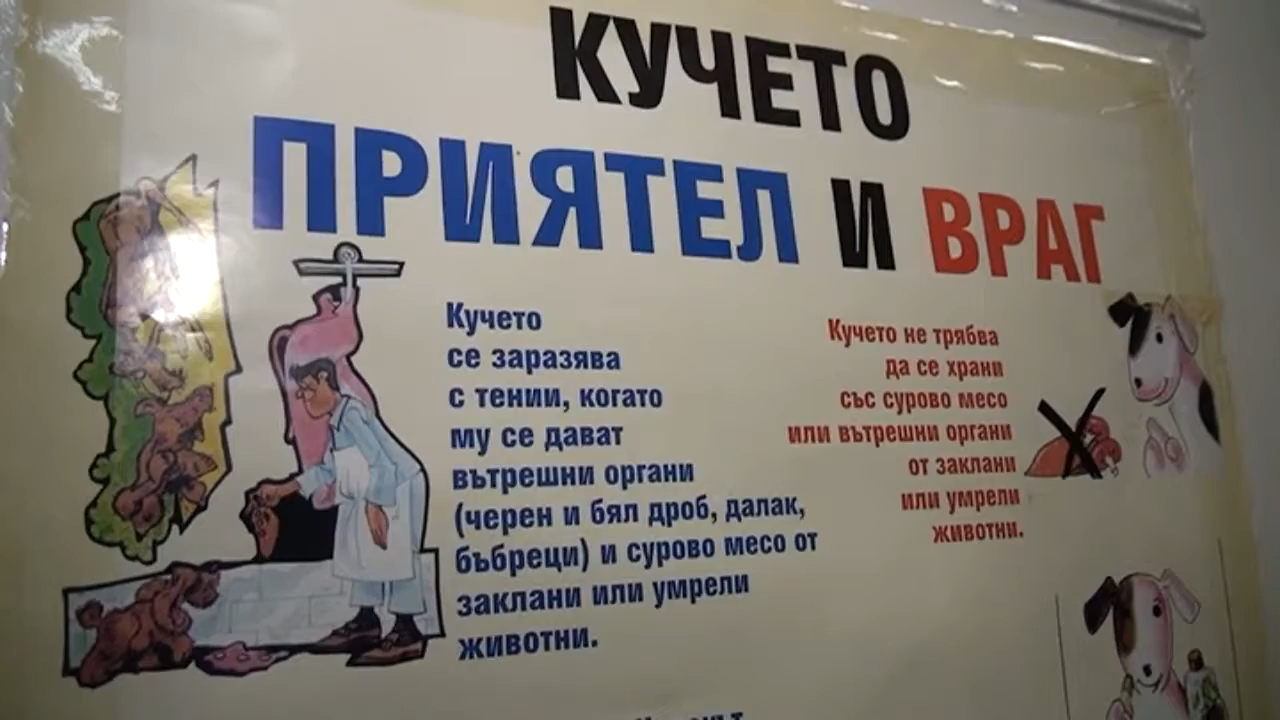 КУЧЕТО
ПРИЯТЕЛ И ВРАГ
Кучето
се заразява
с тении, когато
му се дават
вътрешни органи
(черен и бял дроб, далак,
бъбреци) и сурово месо от
заклани или умрели
животни.
Кучето не трябва
да се храни
със сурово месо
или вътрешни органи
от заклани
или умрели
животни.